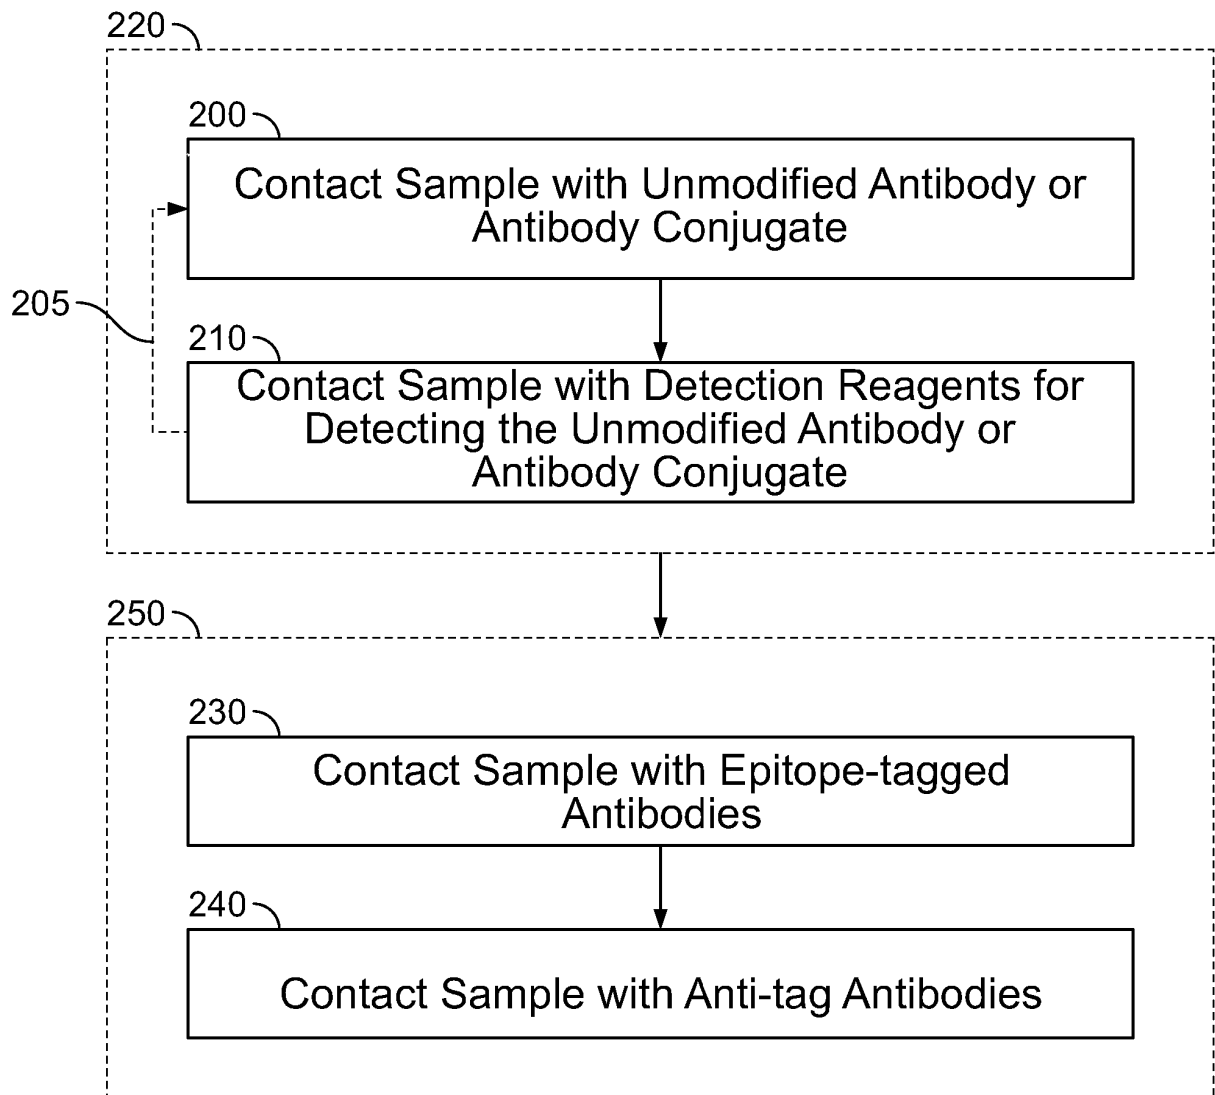 220
200
Contact Sample with Unmodified Antibody or
Antibody Conjugate
205
210
Contact Sample with Detection Reagents for
Detecting the Unmodified Antibody or
Antibody Conjugate
250
230
Contact Sample with Epitope-tagged
Antibodies
240
Contact Sample with Anti-tag Antibodies